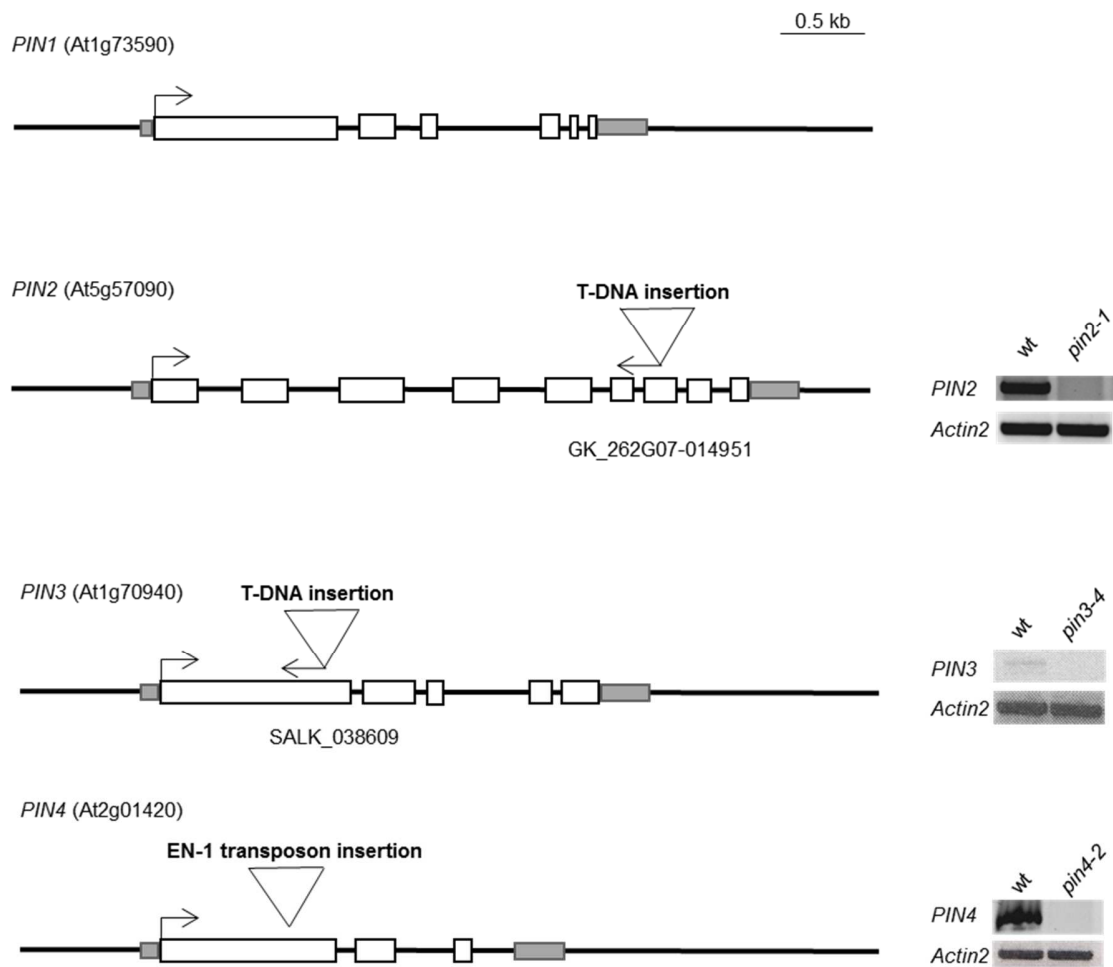 0.5 kb
PIN1 (At1g73590)
PIN2 (At5g57090)
T-DNA insertion
wt pin2-1
PIN2
Actin2
GK_262G07-014951
PIN3 (At1g70940)
T-DNA insertion
wt pin3-4
PIN3
Actin2
SALK_038609
PIN4 (At2g01420)
EN-1 transposon insertion
wt pin4-2
PIN4
Actin2